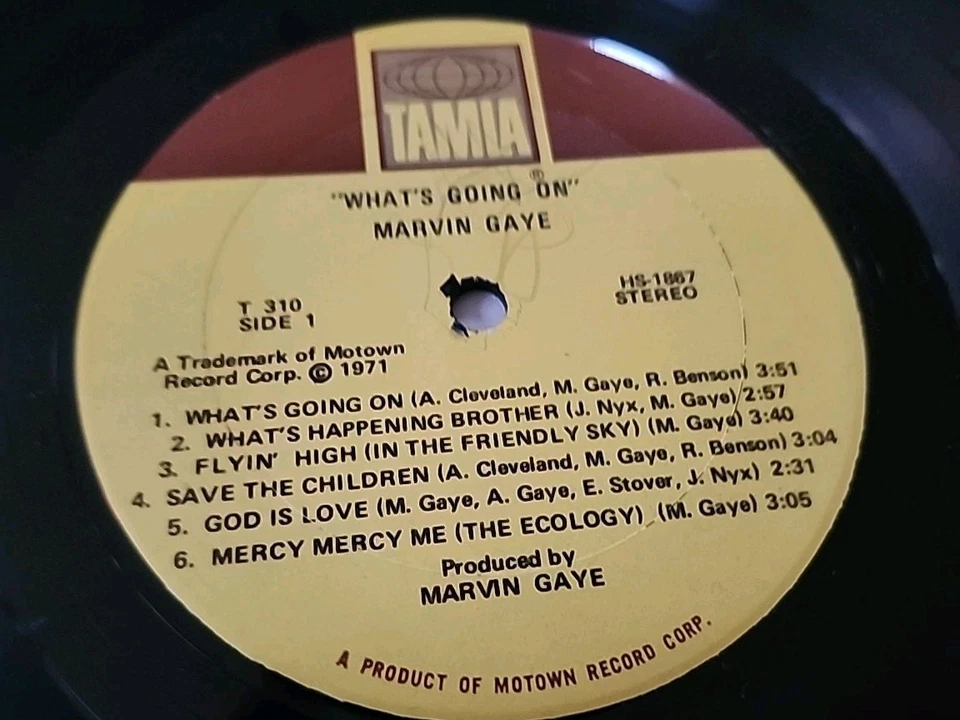 TAMLA
®
"WHAT'S GOING ON"
MARVIN GAYE
T 310
SIDE 1
HS-1867
STEREO
A Trademark of Motown
Record Corp. © 1971
1. WHAT'S GOING ON (A. Cleveland, M. Gaye, R. Benson) 3:51
2. WHAT'S HAPPENING BROTHER (J. Nyx, M. Gaye) 2:57
3. FLYIN' HIGH (IN THE FRIENDLY SKY) (M. Gaye) 3:40
4. SAVE THE CHILDREN (A. Cleveland, M. Gaye, R. Benson) 3:04
5. GOD IS LOVE (M. Gaye, A. Gaye, E. Stover, J. Nyx) 2:31
6. MERCY MERCY ME (THE ECOLOGY) (M. Gaye) 3:05
Produced by
MARVIN GAYE
A PRODUCT OF MOTOWN RECORD CORP.